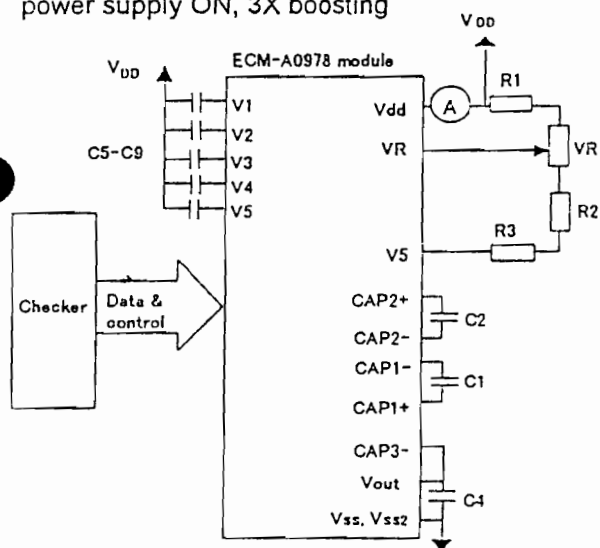 power supply ON, 3X boosting
VDD
ECM-A0978 module
VDD
V1
V2
V3
V4
V5
C5-C9
Vdd
A
R1
VR
VR
R2
R3
V5
Checker
Data &
control
CAP2+
C2
CAP2-
CAP1-
C1
CAP1+
CAP3-
Vout
C4
Vss, Vss2